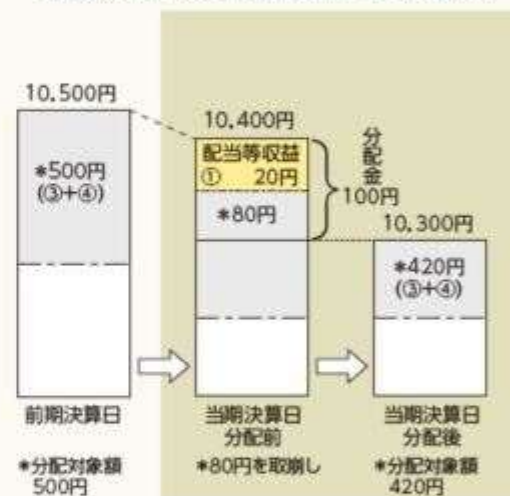 10,500円
*500円
(③+④)
前期決算日
*分配対象額
500円
10,400円
配当等収益
① 20円
*80円
分配金
100円
当期決算日
分配前
*80円を取崩し
10,300円
*420円
(③+④)
当期決算日
分配後
*分配対象額
420円